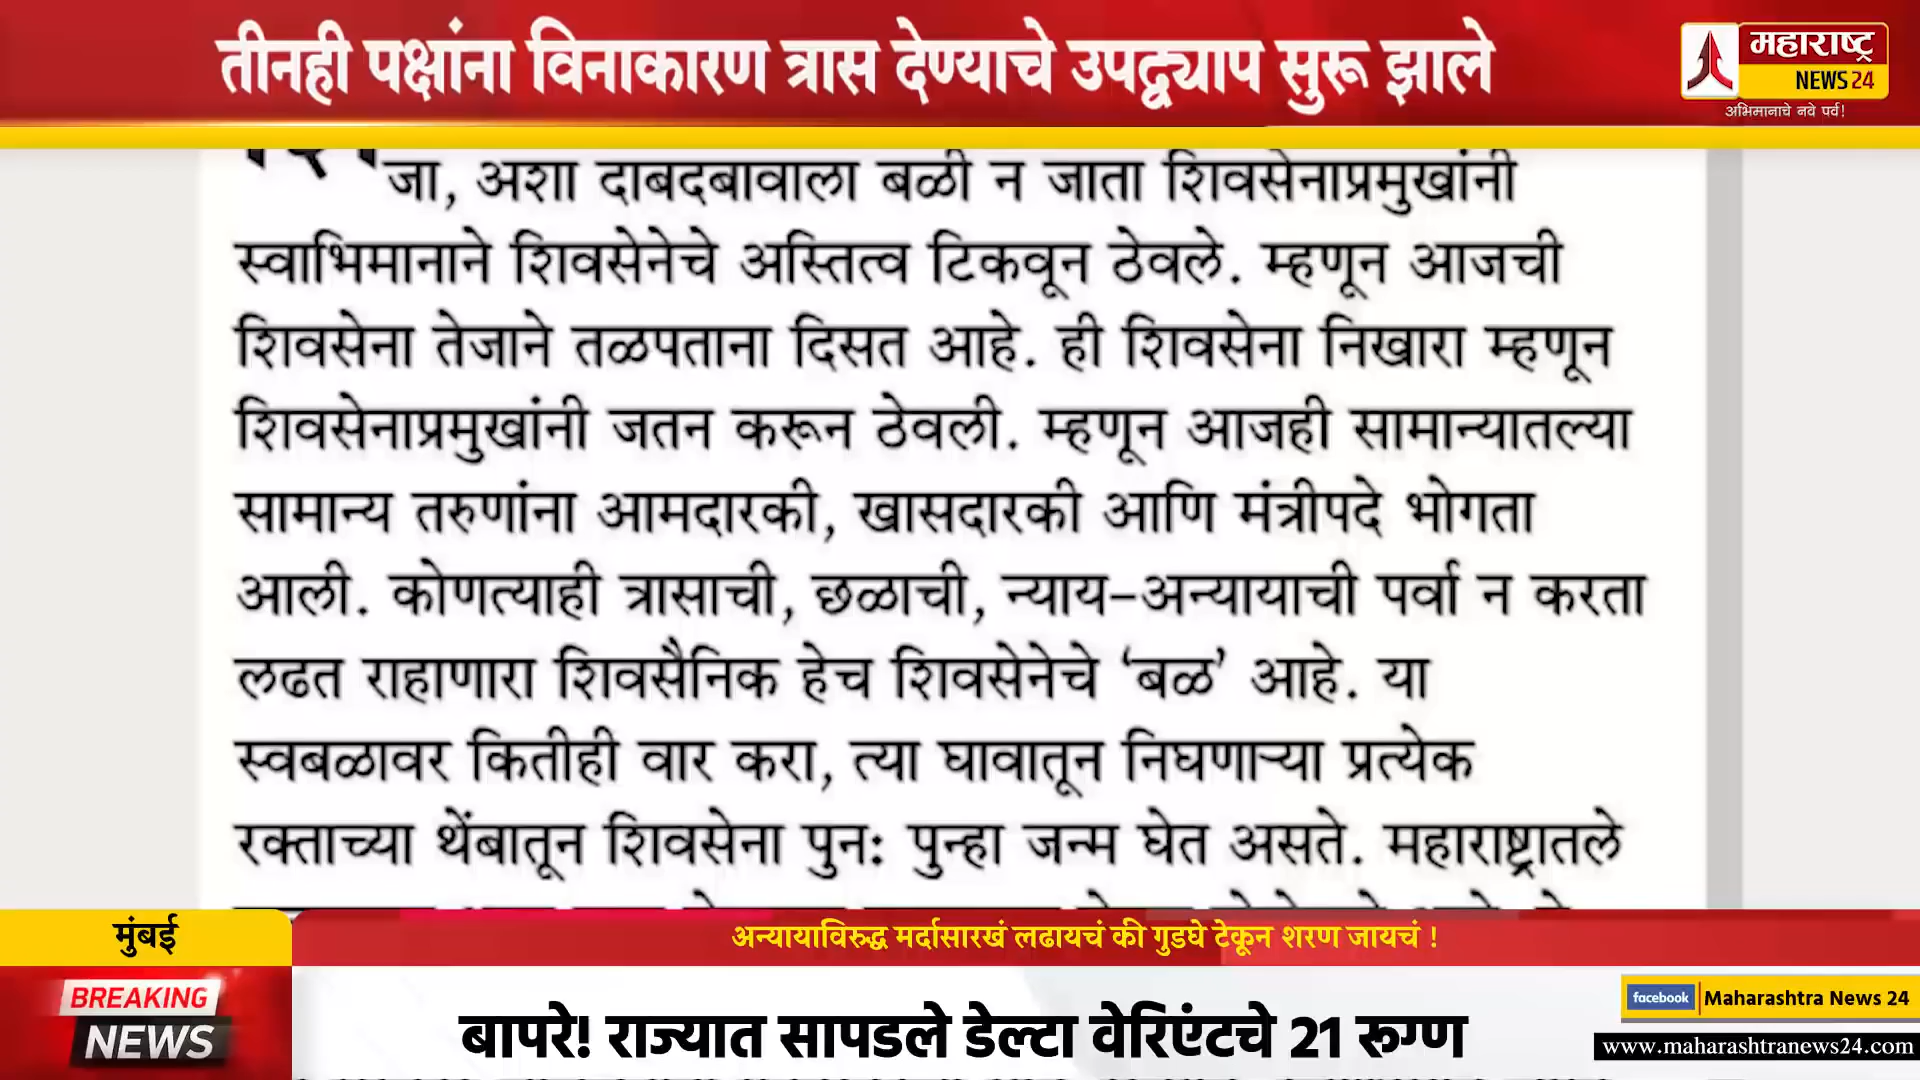 तीनही पक्षांना विनाकारण त्रास देण्याचे उपद्व्याप सुरू झाले
महाराष्ट्र
NEWS 24
अभिमानाचे नवे पर्व!
जा, अशा दाबदबावाला बळी न जाता शिवसेनाप्रमुखांनी
स्वाभिमानाने शिवसेनेचे अस्तित्व टिकवून ठेवले. म्हणून आजची
शिवसेना तेजाने तळपताना दिसत आहे. ही शिवसेना निखारा म्हणून
शिवसेनाप्रमुखांनी जतन करून ठेवली. म्हणून आजही सामान्यातल्या
सामान्य तरुणांना आमदारकी, खासदारकी आणि मंत्रीपदे भोगता
आली. कोणत्याही त्रासाची, छळाची, न्याय-अन्यायाची पर्वा न करता
लढत राहाणारा शिवसैनिक हेच शिवसेनेचे ‘बळ’ आहे. या
स्वबळावर कितीही वार करा, त्या घावातून निघणाऱ्या प्रत्येक
रक्ताच्या थेंबातून शिवसेना पुन: पुन्हा जन्म घेत असते. महाराष्ट्रातले
मुंबई
अन्यायाविरुद्ध मर्दासारखं लढायचं की गुडघे टेकून शरण जायचं !
BREAKING
NEWS
बापरे! राज्यात सापडले डेल्टा वेरिएंटचे 21 रुग्ण
facebook Maharashtra News 24
www.maharashtranews24.com